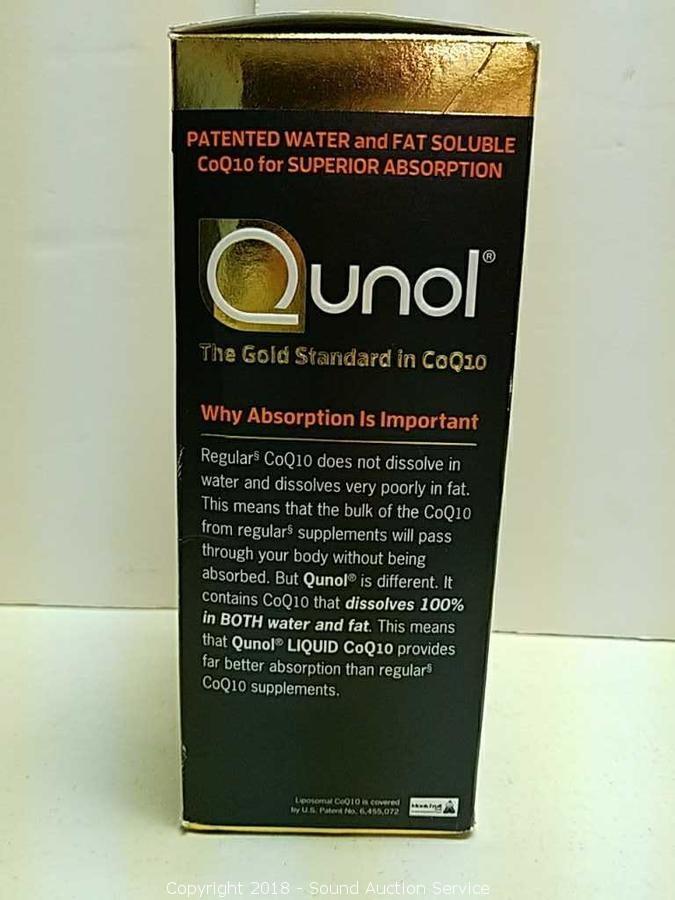 PATENTED WATER and FAT SOLUBLE
CoQ10 for SUPERIOR ABSORPTION
Qunol®
The Gold Standard in CoQ10
Why Absorption Is Important
Regular§ CoQ10 does not dissolve in
water and dissolves very poorly in fat.
This means that the bulk of the CoQ10
from regular§ supplements will pass
through your body without being
absorbed. But Qunol® is different. It
contains CoQ10 that dissolves 100%
in BOTH water and fat. This means
that Qunol® LIQUID CoQ10 provides
far better absorption than regular§
CoQ10 supplements.
Liposomal CoQ10 is covered
by U.S. Patent No. 6,455,072
Copyright 2018 - Sound Auction Service